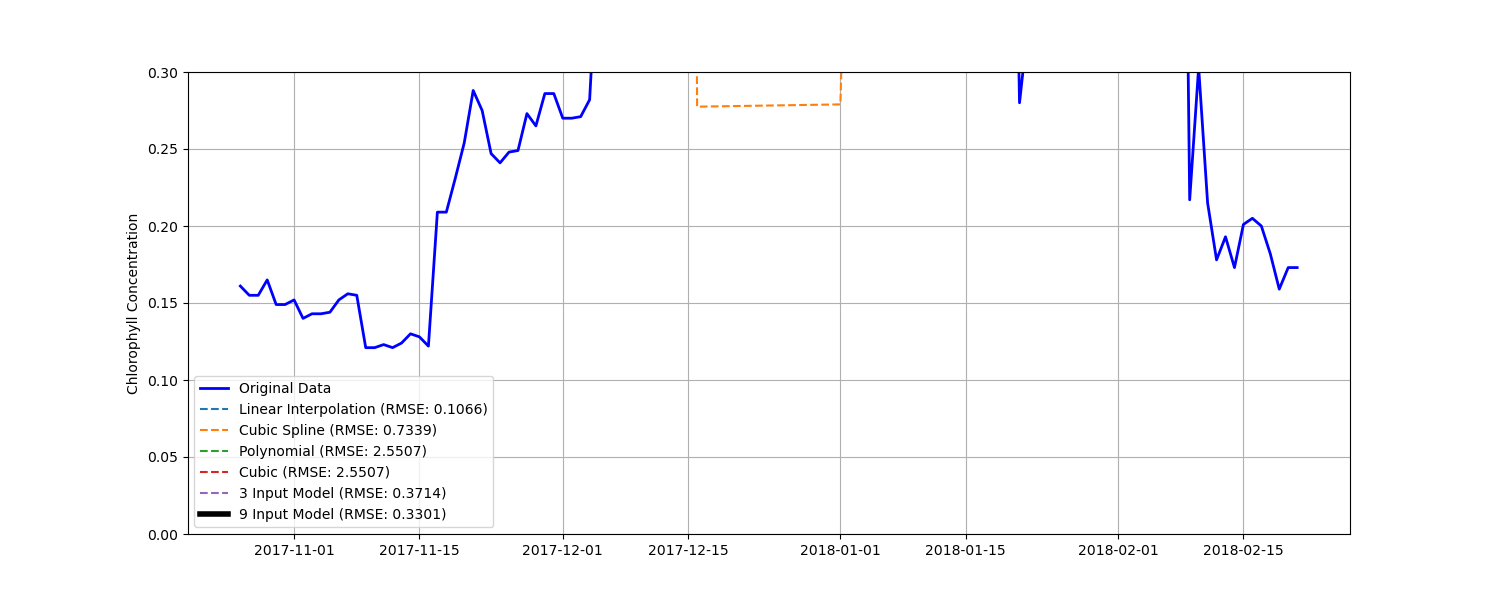 0.30
0.25
0.20
0.15
0.10
0.05
0.00
Chlorophyll Concentration
Original Data
Linear Interpolation (RMSE: 0.1066)
Cubic Spline (RMSE: 0.7339)
Polynomial (RMSE: 2.5507)
Cubic (RMSE: 2.5507)
3 Input Model (RMSE: 0.3714)
9 Input Model (RMSE: 0.3301)
2017-11-01 2017-11-15 2017-12-01 2017-12-15 2018-01-01 2018-01-15 2018-02-01 2018-02-15